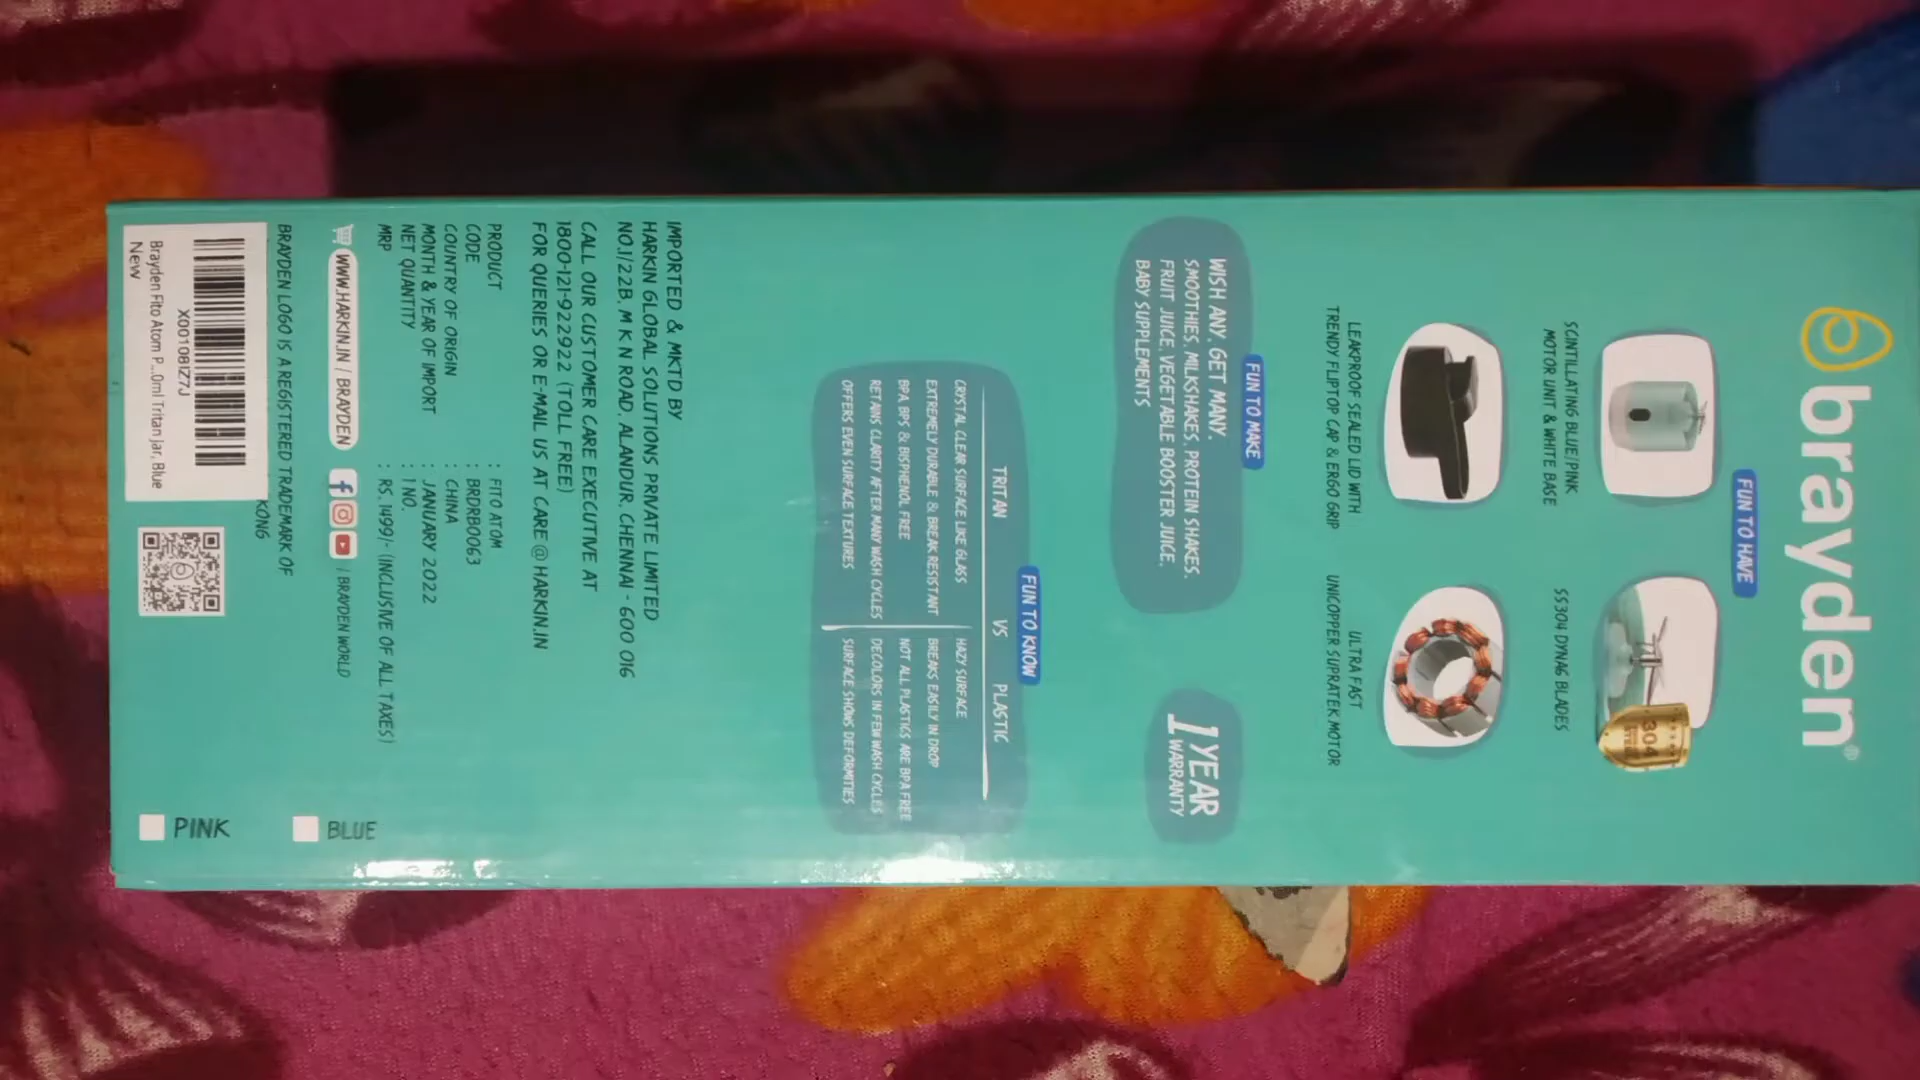 brayden®
FUN TO HAVE
SCINTILLATING BLUE/PINK
MOTOR UNIT & WHITE BASE
304
SS304 DYNA6 BLADES
LEAKPROOF SEALED LID WITH
TRENDY FLIPTOP CAP & ERGO GRIP
ULTRA FAST
UNICOPPER SUPRATEK MOTOR
FUN TO MAKE
WISH ANY. GET MANY.
SMOOTHIES, MILKSHAKES, PROTEIN SHAKES,
FRUIT JUICE, VEGETABLE BOOSTER JUICE,
BABY SUPPLEMENTS
1 YEAR
WARRANTY
FUN TO KNOW
TRITAN VS PLASTIC
CRYSTAL CLEAR SURFACE LIKE GLASS HAZY SURFACE
EXTREMELY DURABLE & BREAK RESISTANT BREAKS EASILY IN DROP
BPA BPS & BISPHENOL FREE NOT ALL PLASTICS ARE BPA FREE
RETAINS CLARITY AFTER MANY WASH CYCLES DECOLORS IN FEW WASH CYCLES
OFFERS EVEN SURFACE TEXTURES SURFACE SHOWS DEFORMITIES
IMPORTED & MKTD BY
HARKIN GLOBAL SOLUTIONS PRIVATE LIMITED
NO.1/22B, M K N ROAD, ALANDUR, CHENNAI - 600 016
CALL OUR CUSTOMER CARE EXECUTIVE AT
1800-121-922922 (TOLL FREE)
FOR QUERIES OR E-MAIL US AT CARE@HARKIN.IN
PRODUCT : FITO ATOM
CODE : BRDRB0063
COUNTRY OF ORIGIN : CHINA
MONTH & YEAR OF IMPORT : JANUARY 2022
NET QUANTITY : 1 NO.
MRP : RS. 1499/- (INCLUSIVE OF ALL TAXES)
WWW.HARKIN.IN / BRAYDEN / BRAYDEN WORLD
BRAYDEN LOGO IS A REGISTERED TRADEMARK OF
KONG
X0010BIZ7J
Brayden Fito Atom P...0ml Tritan Jar, Blue
New
BLUE
PINK